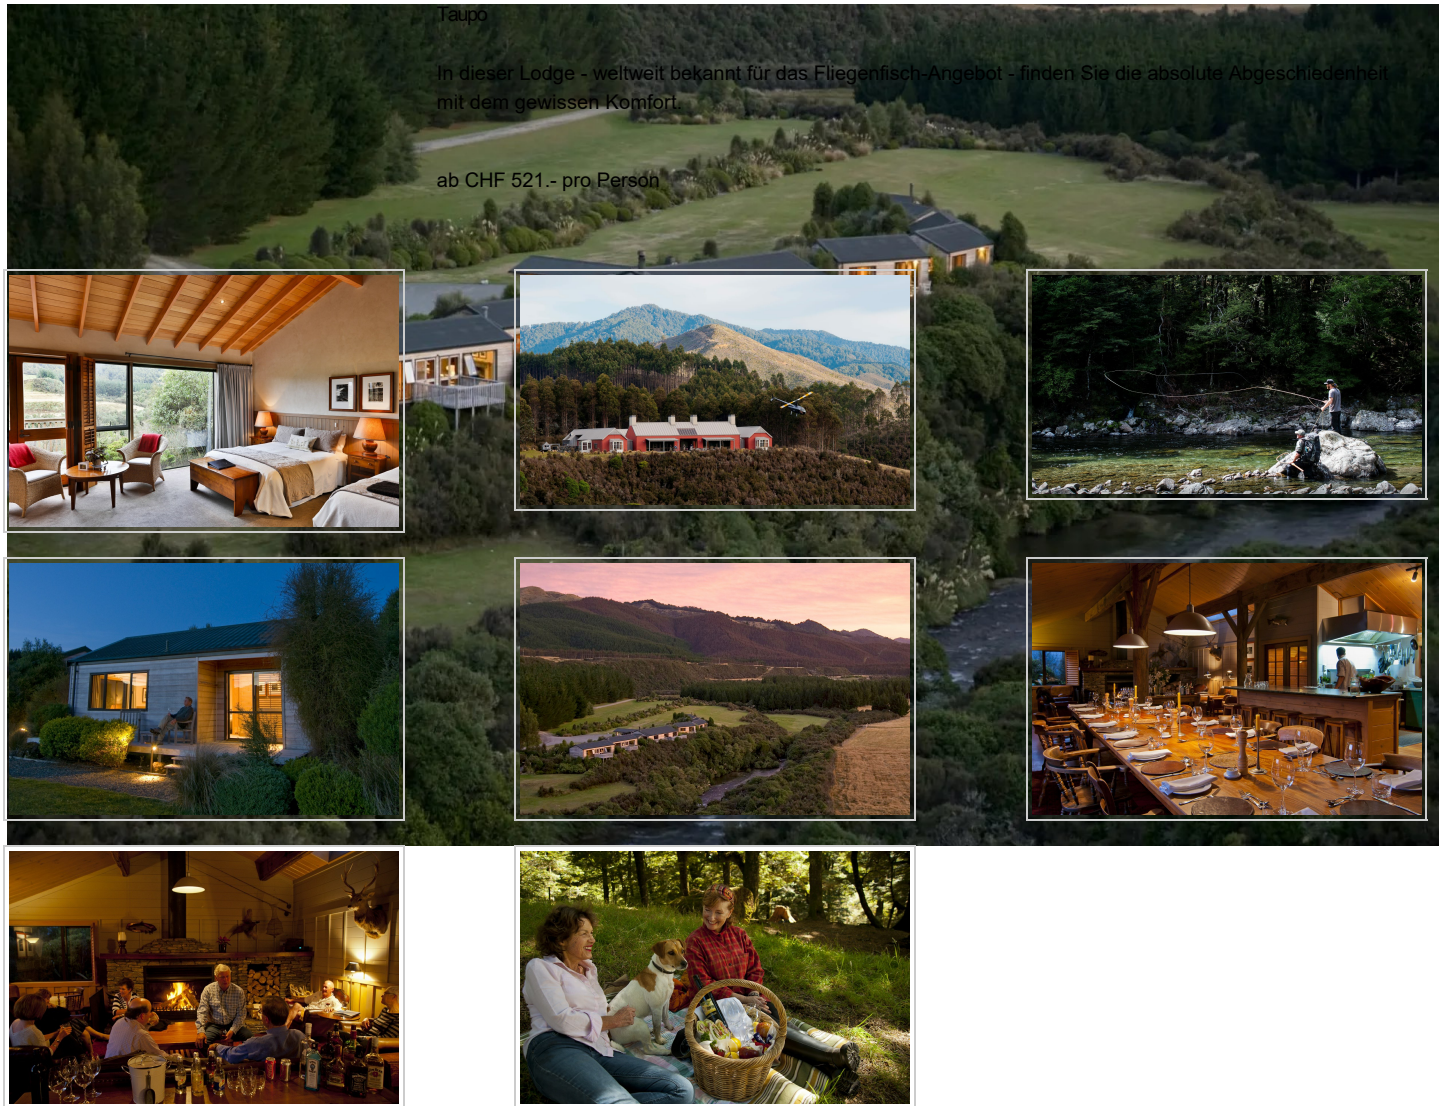 Taupo
In dieser Lodge - weltweit bekannt für das Fliegenfisch-Angebot - finden Sie die absolute Abgeschiedenheit
mit dem gewissen Komfort.
ab CHF 521.- pro Person